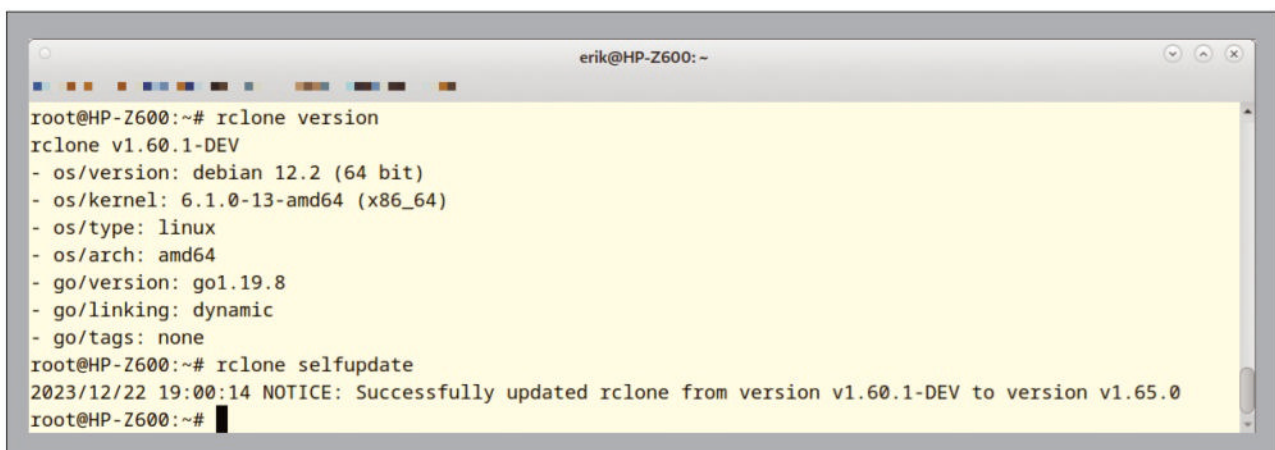 erik@HP-Z600: ~
root@HP-Z600:~# rclone version
rclone v1.60.1-DEV
- os/version: debian 12.2 (64 bit)
- os/kernel: 6.1.0-13-amd64 (x86_64)
- os/type: linux
- os/arch: amd64
- go/version: go1.19.8
- go/linking: dynamic
- go/tags: none
root@HP-Z600:~# rclone selfupdate
2023/12/22 19:00:14 NOTICE: Successfully updated rclone from version v1.60.1-DEV to version v1.65.0
root@HP-Z600:~#